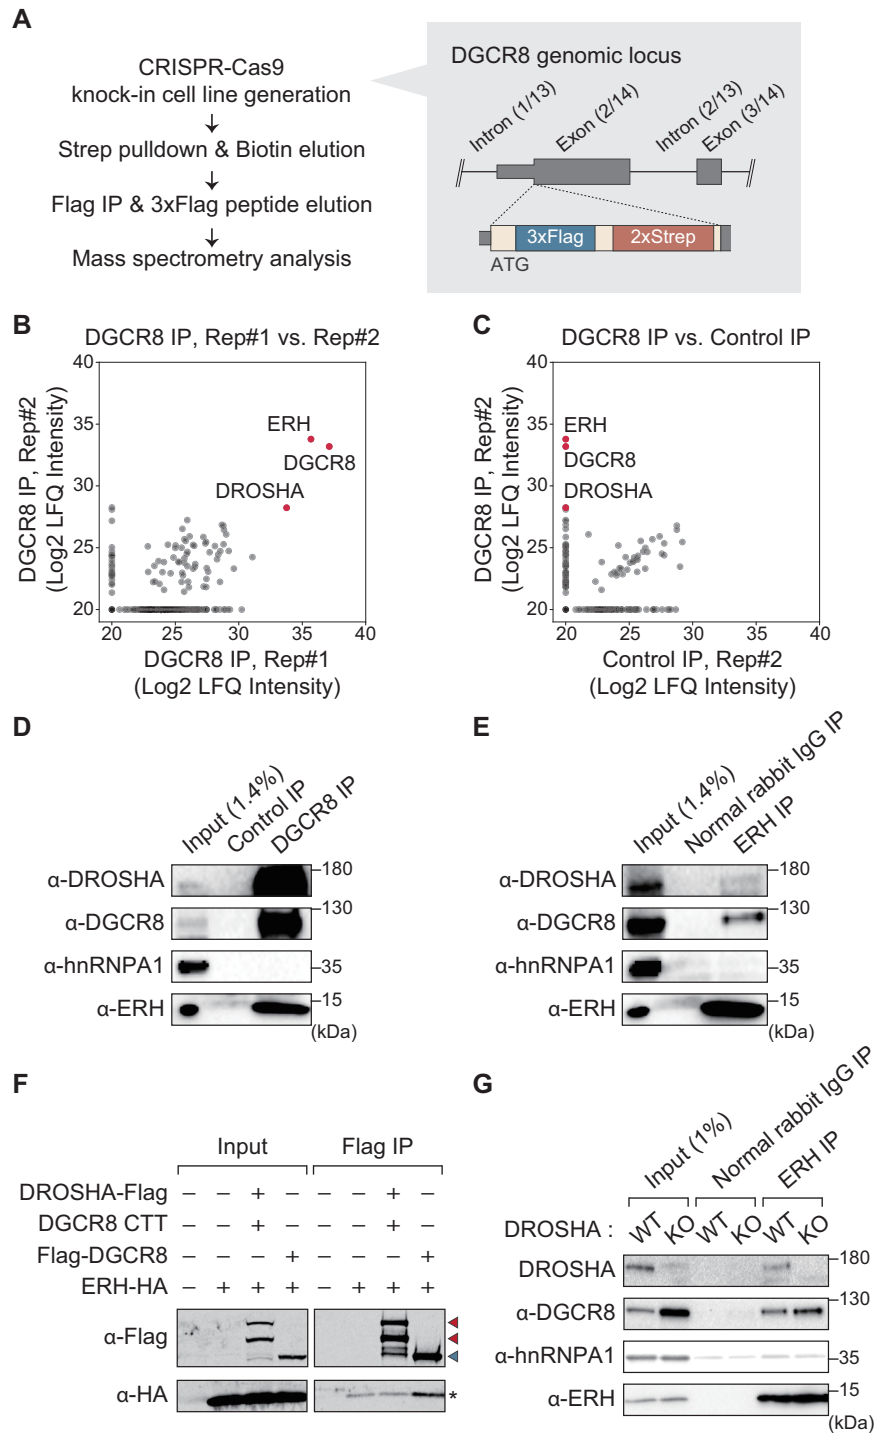 A
CRISPR-Cas9
knock-in cell line generation
Strep pulldown & Biotin elution
Flag IP & 3xFlag peptide elution
Mass spectrometry analysis
DGCR8 genomic locus
Intron (1/13)
Exon (2/14)
Intron (2/13)
Exon (3/14)
3xFlag
2xStrep
ATG
B
DGCR8 IP, Rep#1 vs. Rep#2
DGCR8 IP, Rep#2
(Log2 LFQ Intensity)
40
35
30
25
20
ERH
DGCR8
DROSHA
20 25 30 35 40
DGCR8 IP, Rep#1
(Log2 LFQ Intensity)
C
DGCR8 IP vs. Control IP
DGCR8 IP, Rep#2
(Log2 LFQ Intensity)
40
35
30
25
20
ERH
DGCR8
DROSHA
20 25 30 35 40
Control IP, Rep#2
(Log2 LFQ Intensity)
D
Input (1.4%)
Control IP
DGCR8 IP
α-DROSHA
180
α-DGCR8
130
α-hnRNPA1
35
α-ERH
15
(kDa)
E
Input (1.4%)
Normal rabbit IgG IP
ERH IP
α-DROSHA
180
α-DGCR8
130
α-hnRNPA1
35
α-ERH
15
(kDa)
F
Input Flag IP
DROSHA-Flag − − + − − − + −
DGCR8 CTT − − + − − − + −
Flag-DGCR8 − − − + − − − +
ERH-HA − + + + − + + +
α-Flag
α-HA
*
G
Input (1%)
Normal rabbit IgG IP
ERH IP
DROSHA : WT KO WT KO WT KO
DROSHA
180
α-DGCR8
130
α-hnRNPA1
35
α-ERH
15
(kDa)